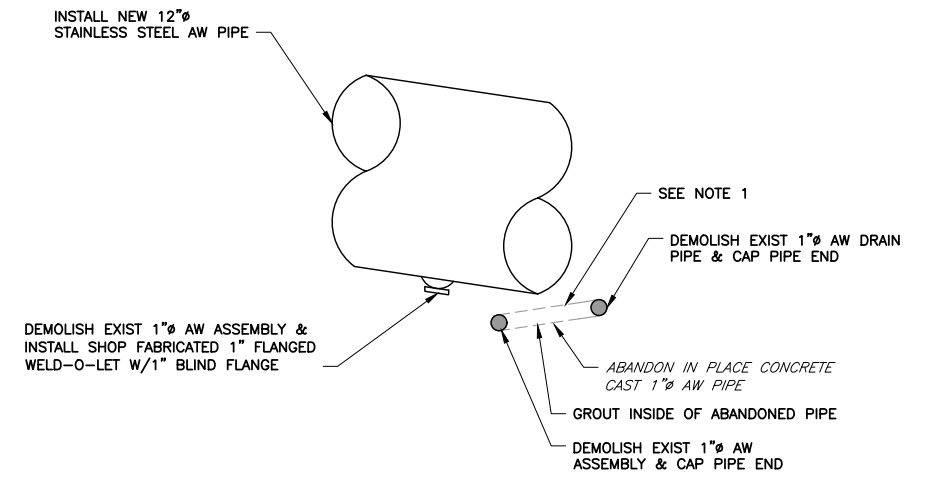 INSTALL NEW 12"ø
STAINLESS STEEL AW PIPE
SEE NOTE 1
DEMOLISH EXIST 1"ø AW DRAIN
PIPE & CAP PIPE END
DEMOLISH EXIST 1"ø AW ASSEMBLY &
INSTALL SHOP FABRICATED 1" FLANGED
WELD-O-LET W/1" BLIND FLANGE
ABANDON IN PLACE CONCRETE
CAST 1"ø AW PIPE
GROUT INSIDE OF ABANDONED PIPE
DEMOLISH EXIST 1"ø AW
ASSEMBLY & CAP PIPE END